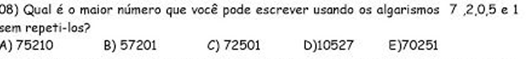 08) Qual é o maior número que você pode escrever usando os algarismos 7 ,2,0,5 e 1
sem repeti-los?
A) 75210 B) 57201 C) 72501 D)10527 E)70251